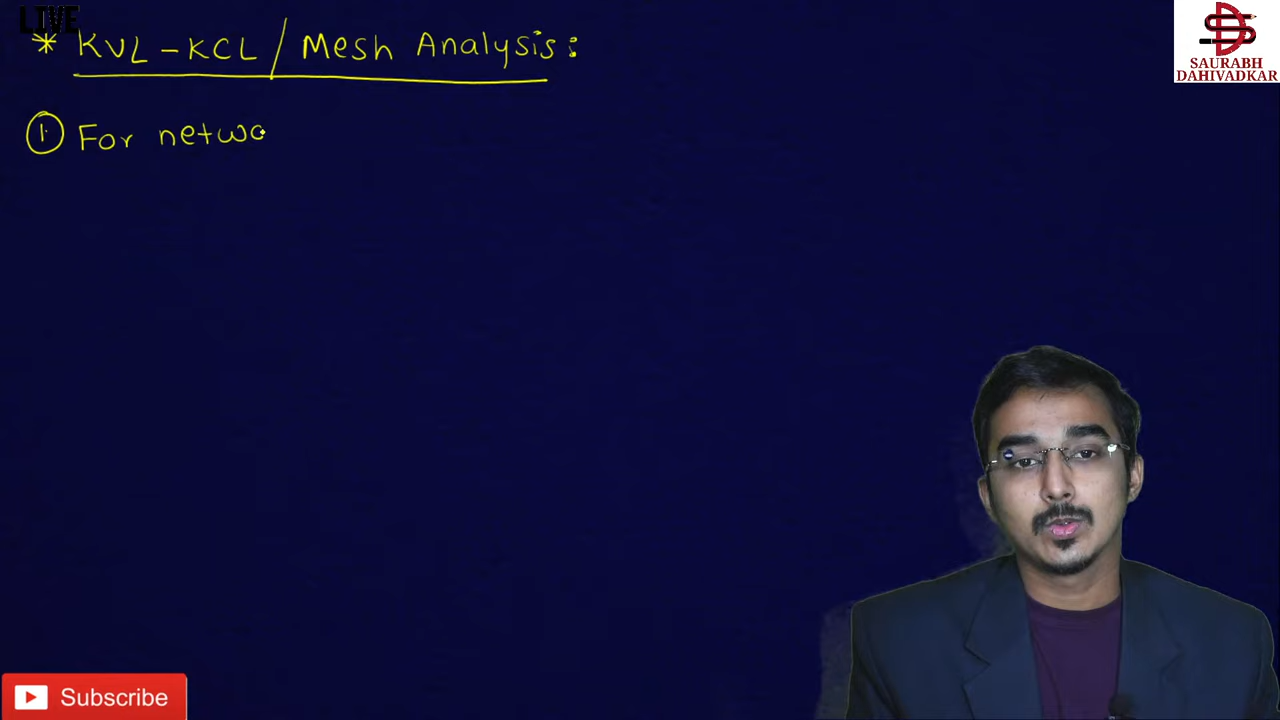 LIVE
* KVL-KCL / Mesh Analysis:
① For netwo
SAURABH
DAHIVADKAR
Subscribe